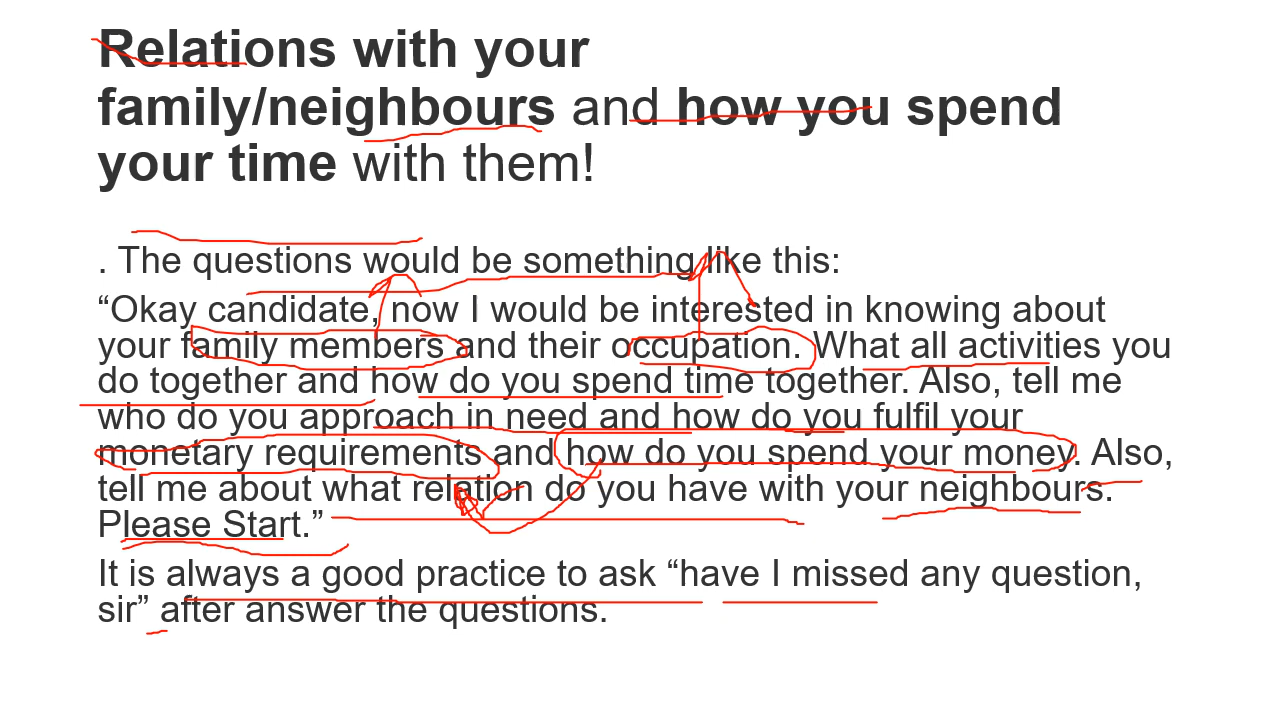 Relations with your
family/neighbours and how you spend
your time with them!
. The questions would be something like this:
“Okay candidate, now I would be interested in knowing about
your family members and their occupation. What all activities you
do together and how do you spend time together. Also, tell me
who do you approach in need and how do you fulfil your
monetary requirements and how do you spend your money. Also,
tell me about what relation do you have with your neighbours.
Please Start.”
It is always a good practice to ask “have I missed any question,
sir” after answer the questions.